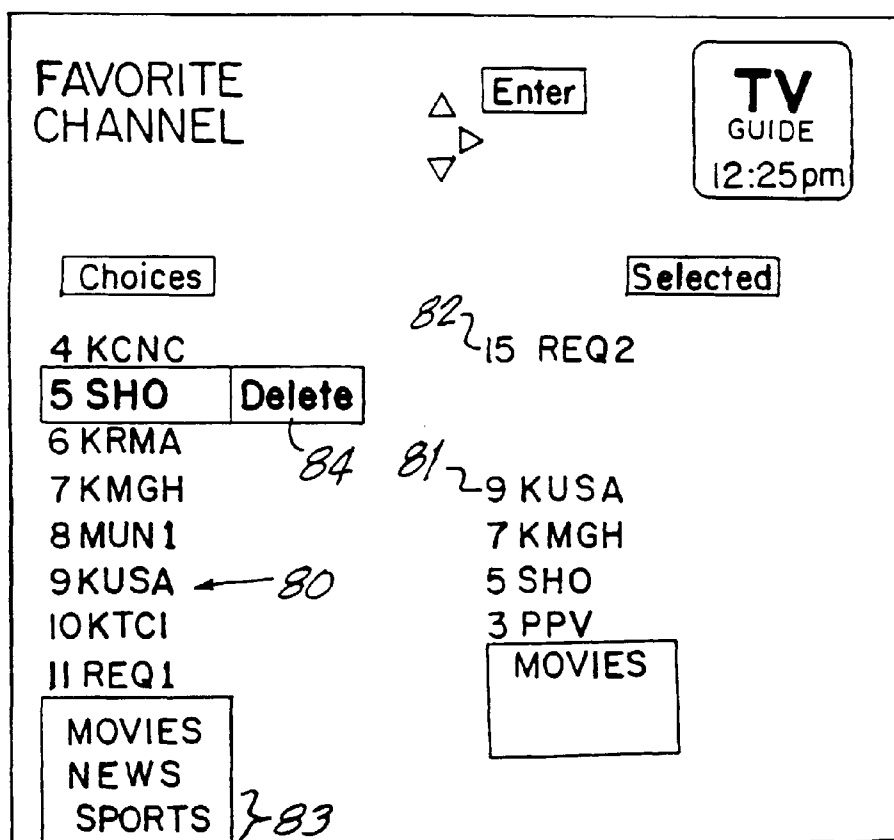 FAVORITE
CHANNEL
Enter
TV
GUIDE
12:25pm
Choices
Selected
4 KCNC
5 SHO Delete
6 KRMA
7 KMGH
8 MUN1
9 KUSA
10 KTCI
11 REQ1
MOVIES
NEWS
SPORTS
84
80
83
82
15 REQ2
81
9 KUSA
7 KMGH
5 SHO
3 PPV
MOVIES